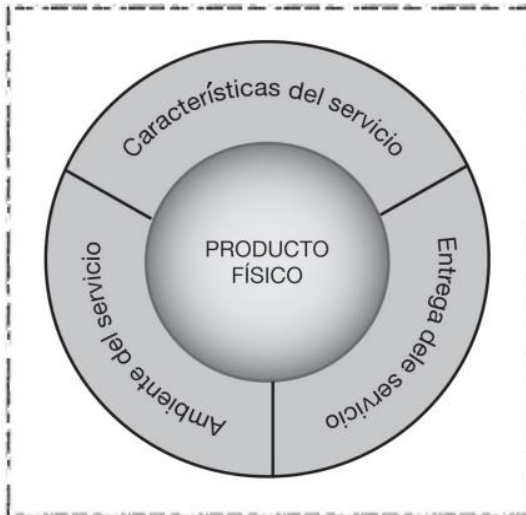 Características del servicio
PRODUCTO
FÍSICO
Ambiente del servicio
Entrega dele servicio